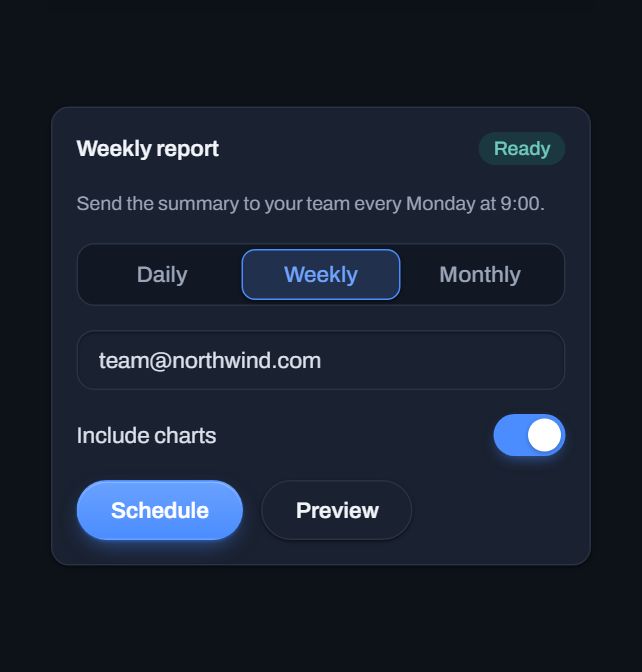 Weekly report
Ready
Send the summary to your team every Monday at 9:00.
Daily
Weekly
Monthly
team@northwind.com
Include charts
Schedule
Preview